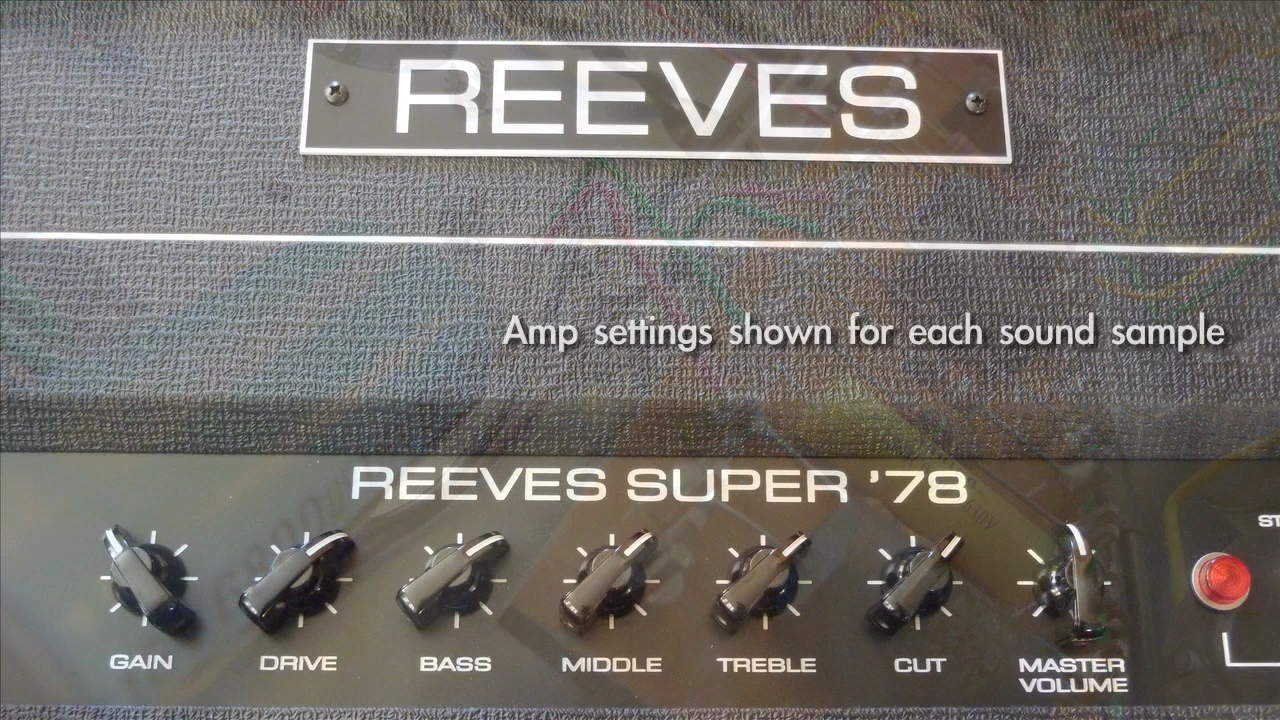 REEVES
Amp settings shown for each sound sample
REEVES SUPER '78
GAIN DRIVE BASS MIDDLE TREBLE CUT MASTER
VOLUME
ST